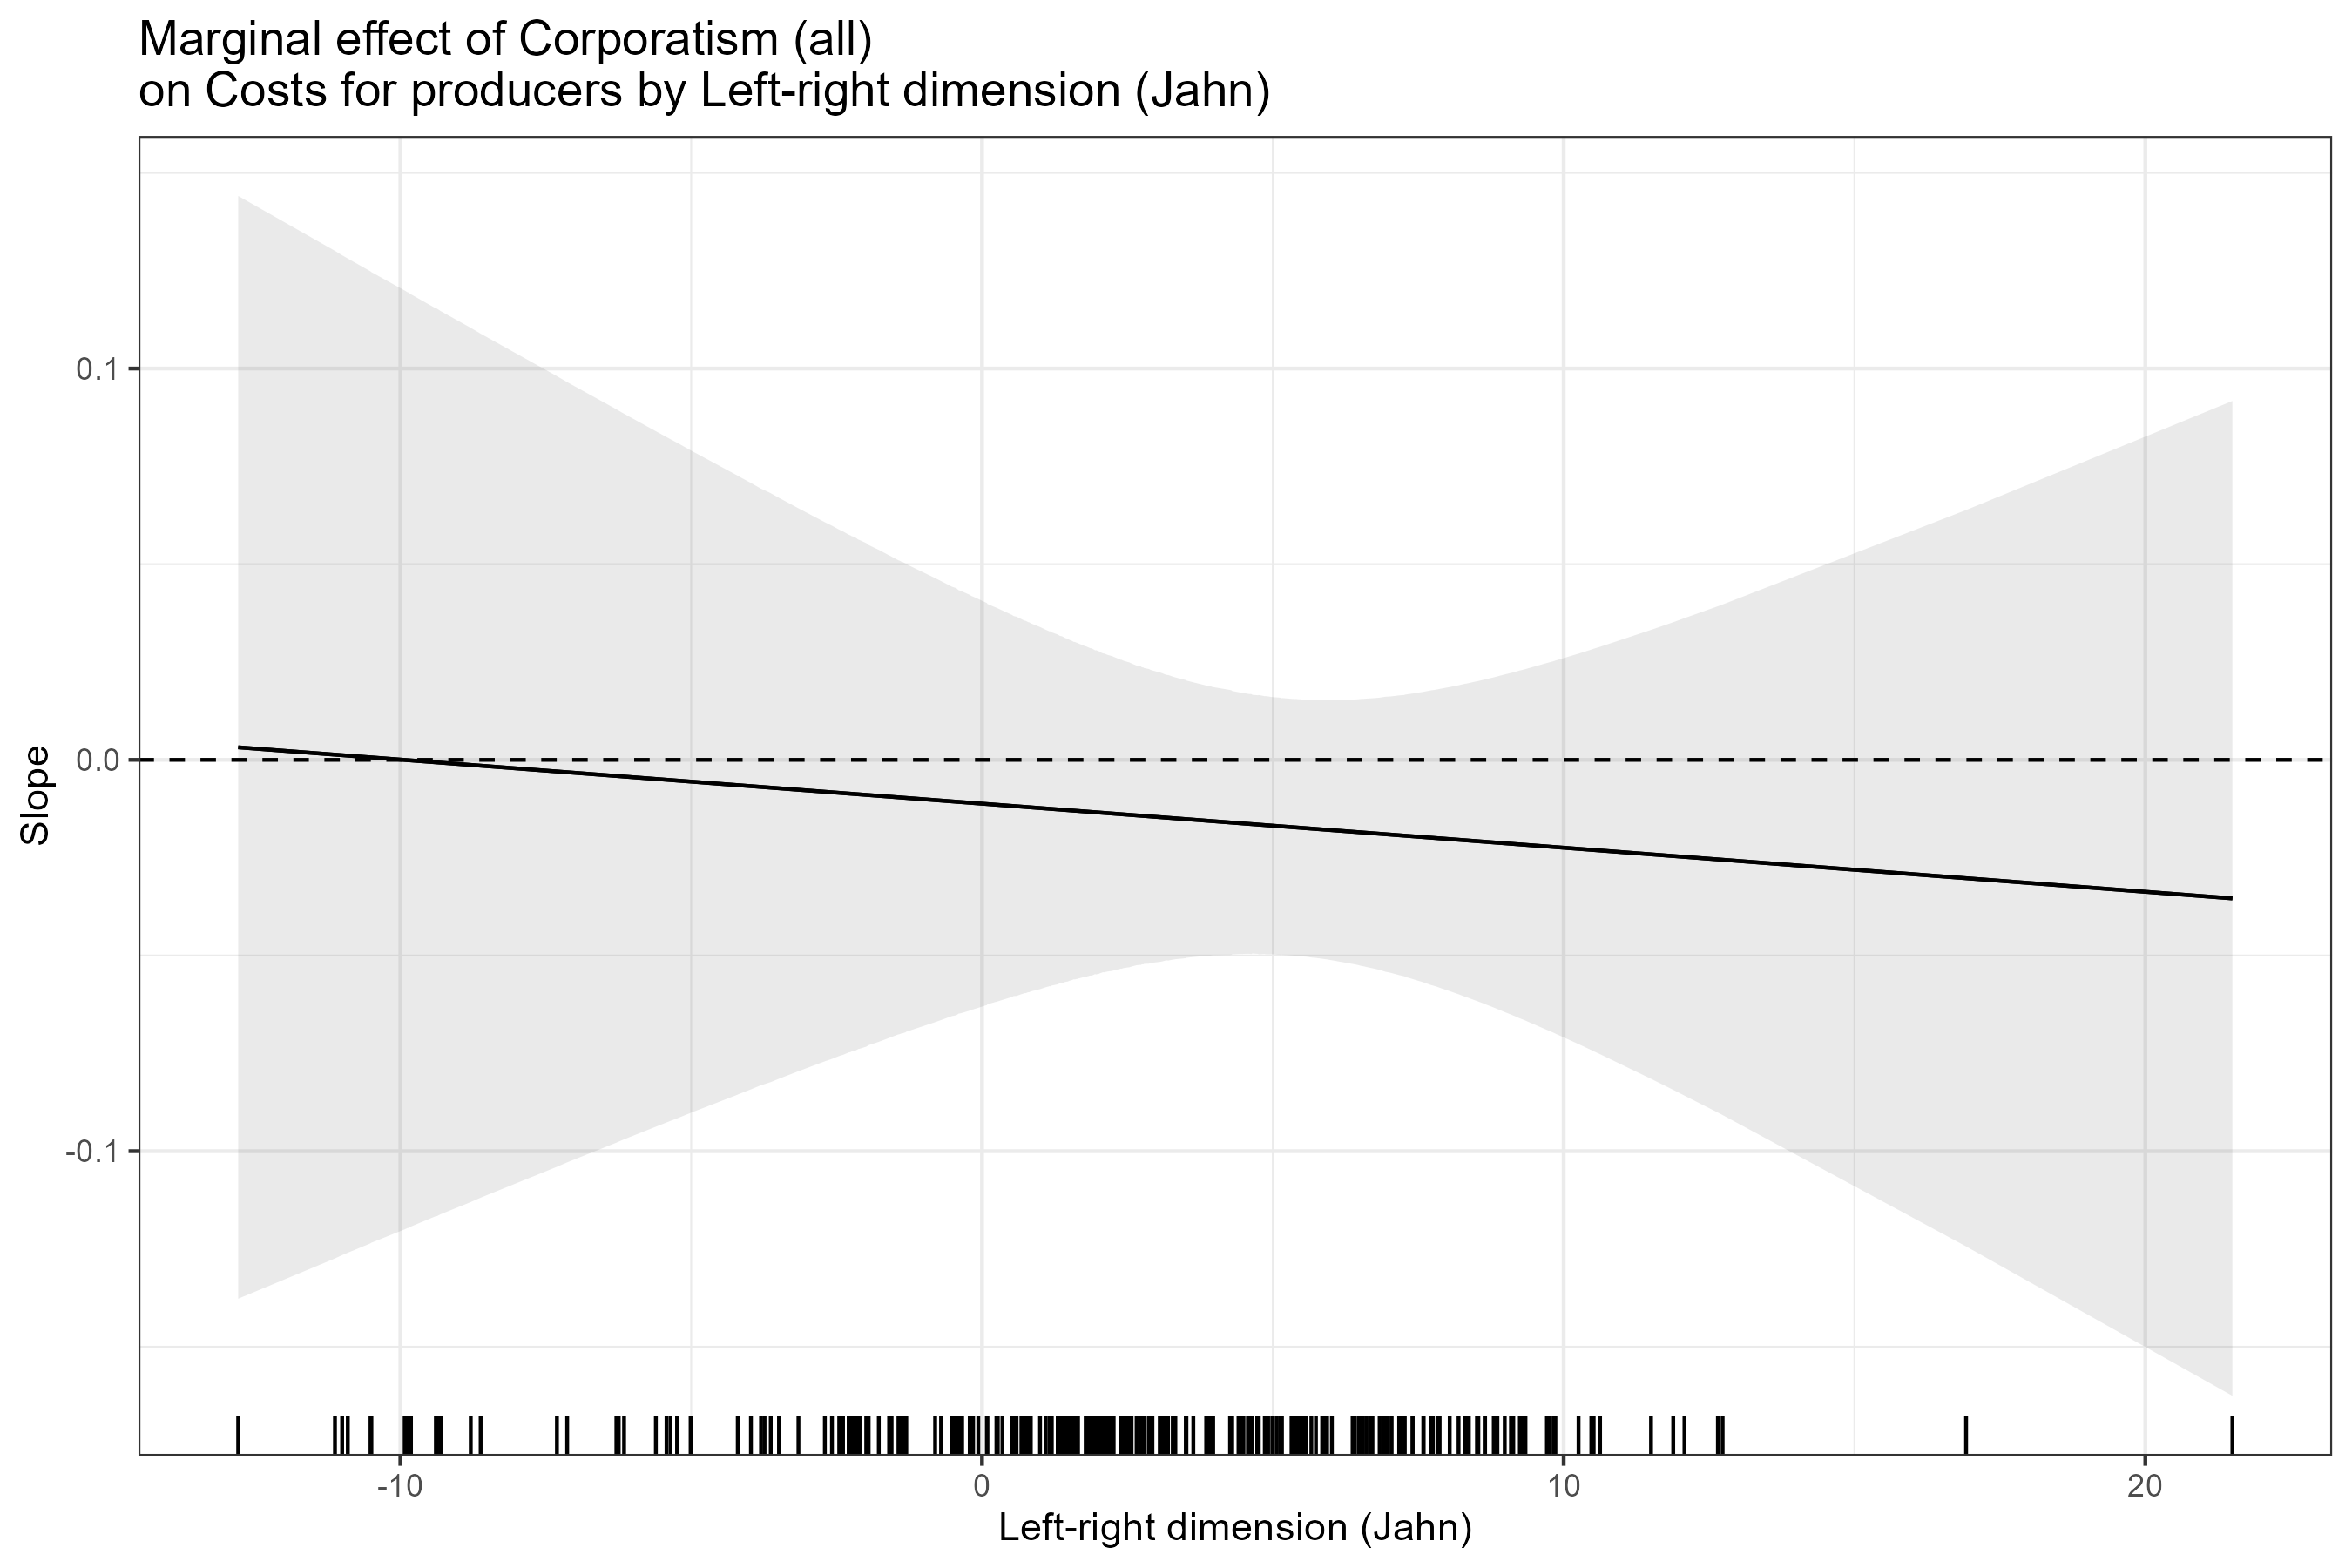 Marginal effect of Corporatism (all)
on Costs for producers by Left-right dimension (Jahn)
0.1
0.0
-0.1
Slope
-10
0
10
20
Left-right dimension (Jahn)